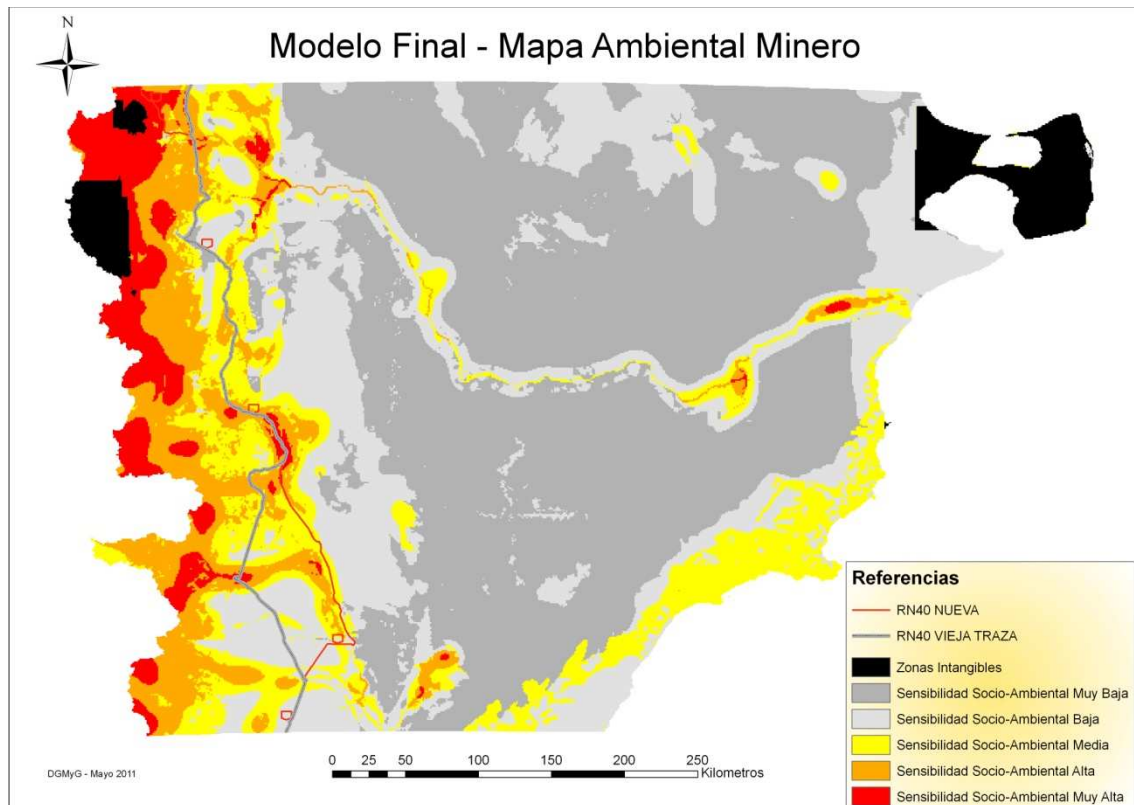 N
Modelo Final - Mapa Ambiental Minero
Referencias
RN40 NUEVA
RN40 VIEJA TRAZA
Zonas Intangibles
Sensibilidad Socio-Ambiental Muy Baja
Sensibilidad Socio-Ambiental Baja
Sensibilidad Socio-Ambiental Media
Sensibilidad Socio-Ambiental Alta
Sensibilidad Socio-Ambiental Muy Alta
0 25 50 100 150 200 250
Kilometros
DGMyG - Mayo 2011